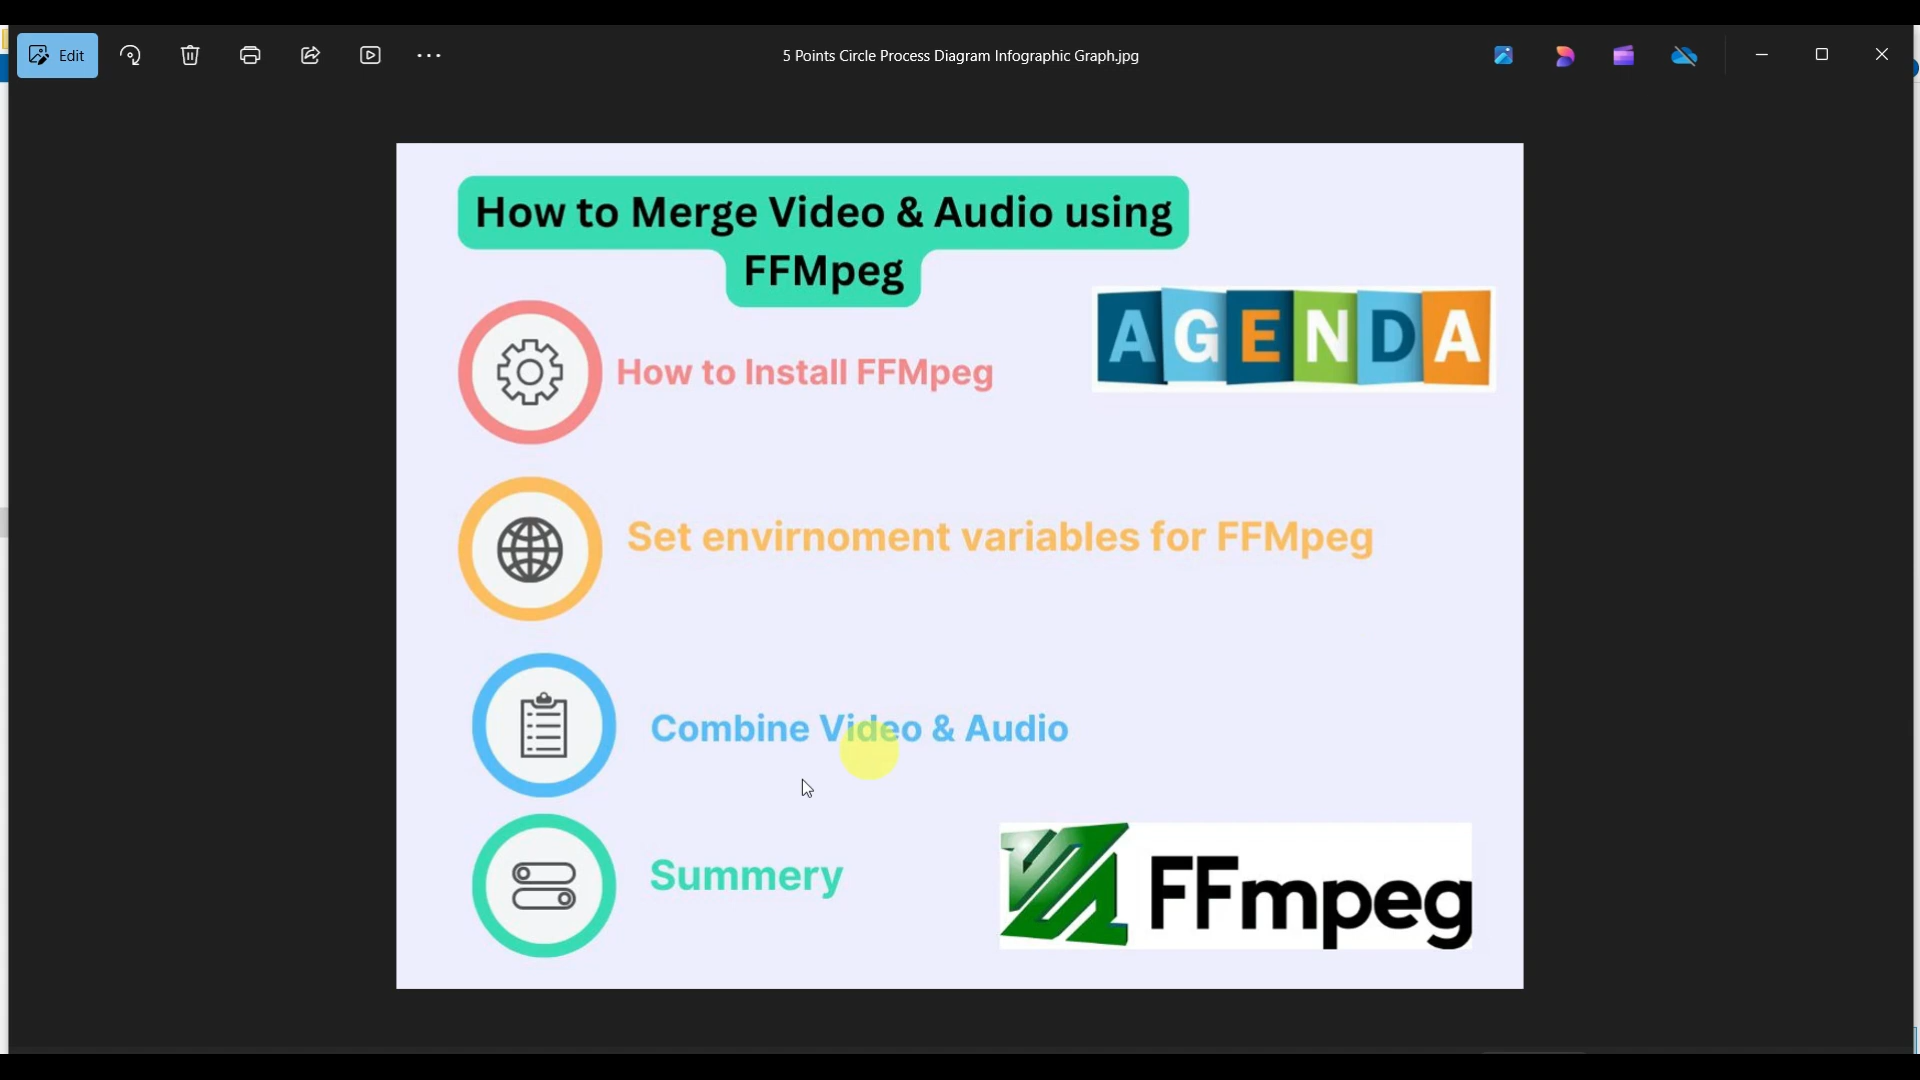 Edit
5 Points Circle Process Diagram Infographic Graph.jpg
How to Merge Video & Audio using
FFMpeg
AGENDA
How to Install FFMpeg
Set envirnoment variables for FFMpeg
Combine Video & Audio
Summery
FFmpeg